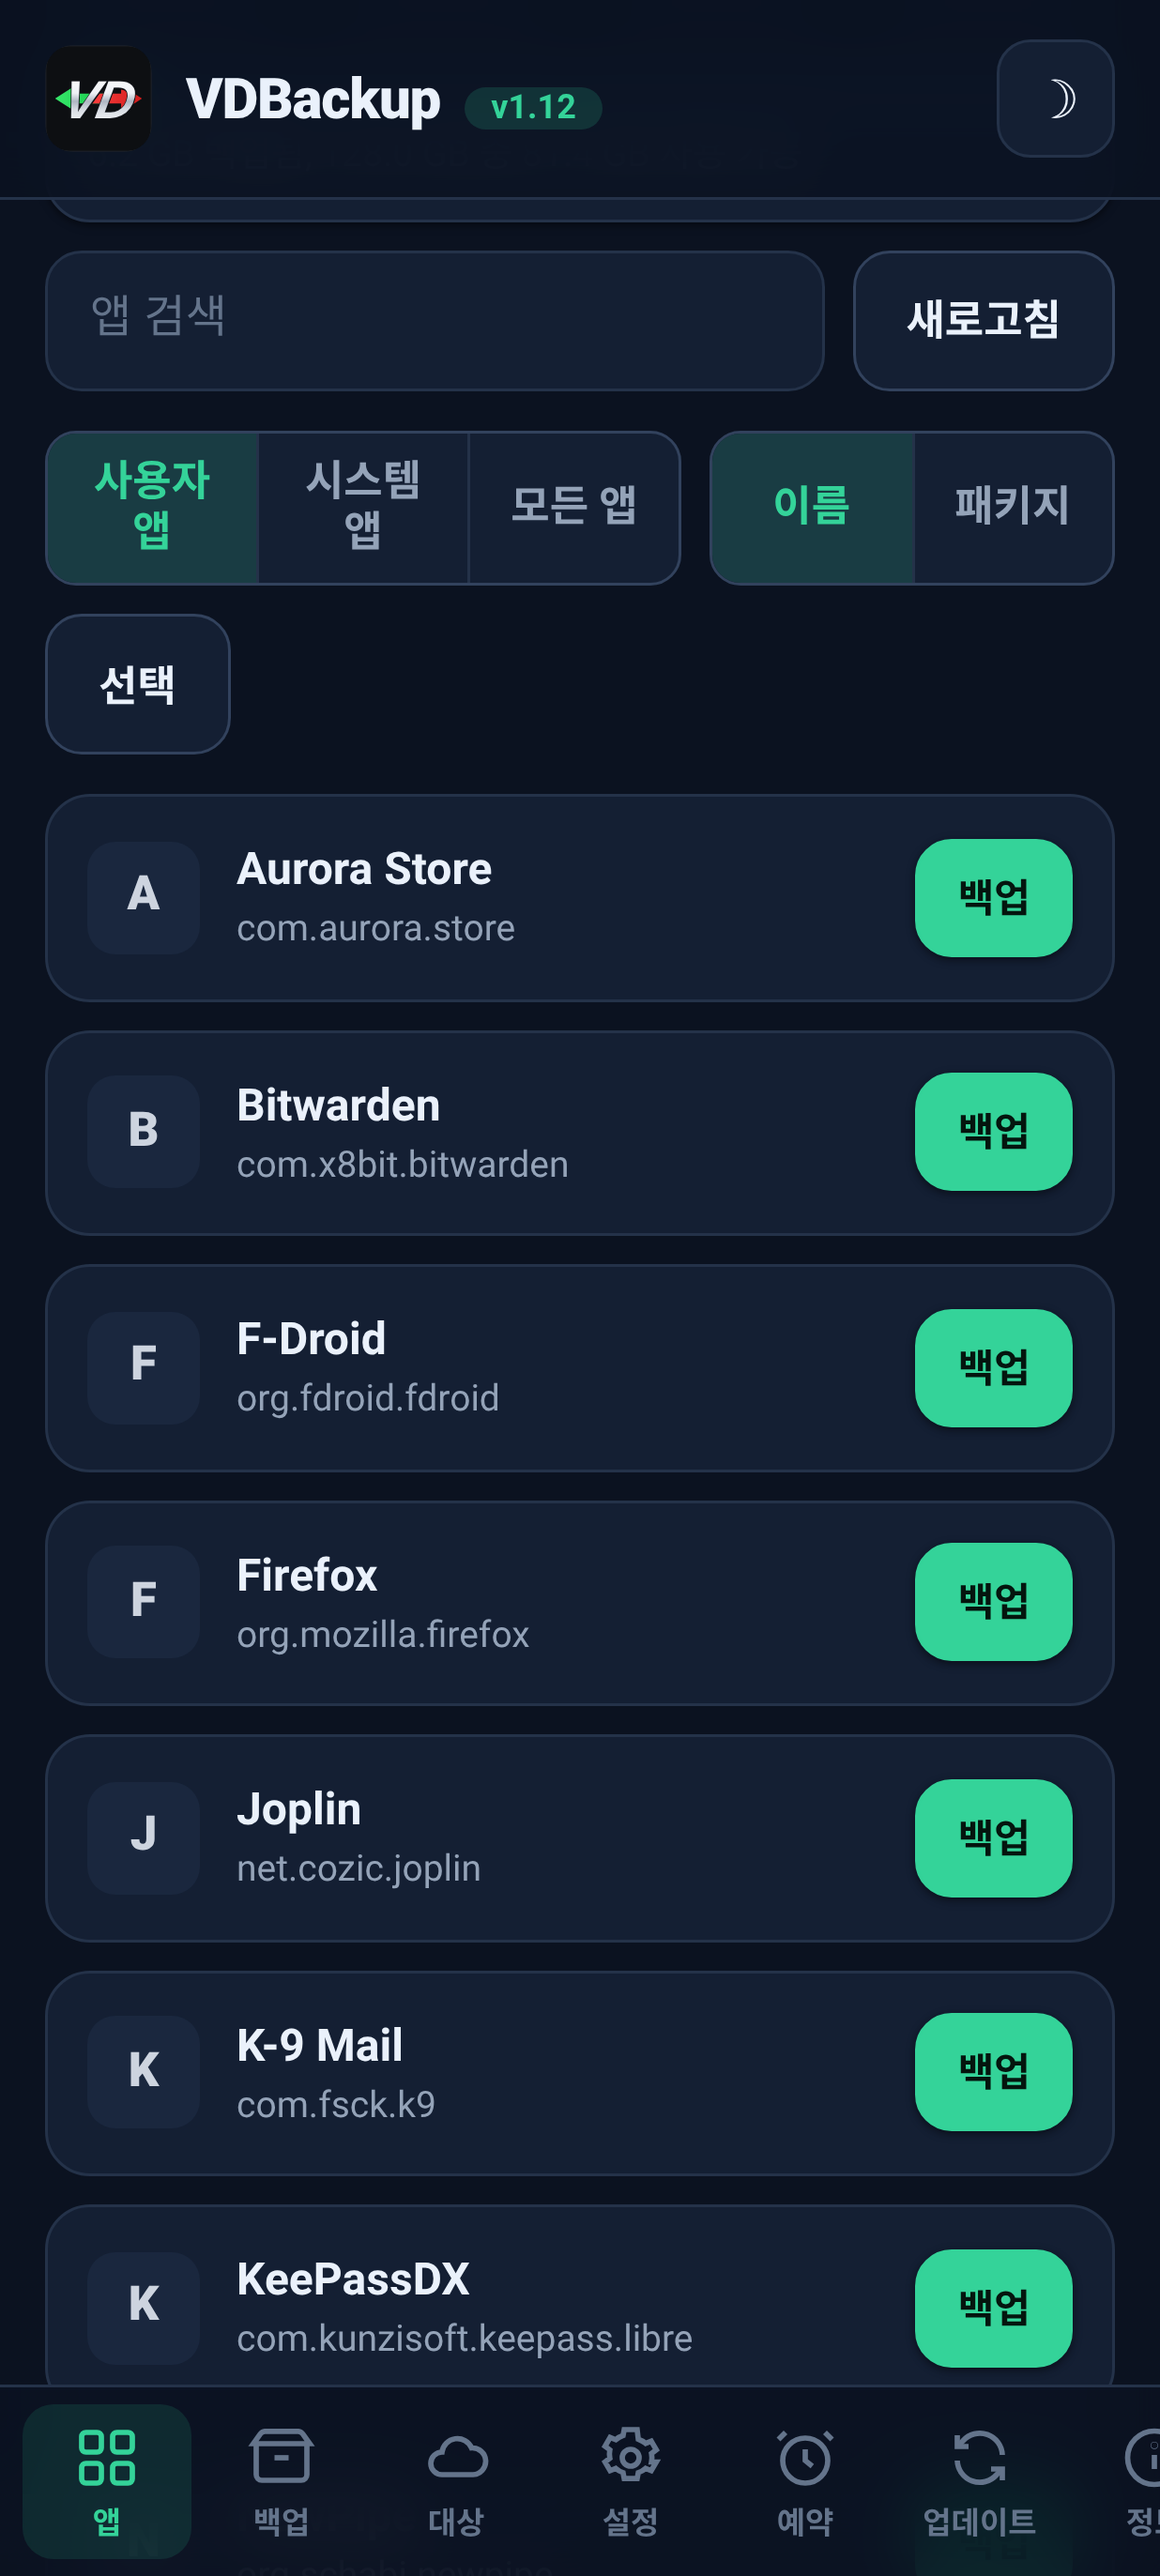 VD
VDBackup
v1.12
앱 검색
새로고침
사용자
앱
시스템
앱
모든 앱
이름
패키지
선택
A
Aurora Store
com.aurora.store
백업
B
Bitwarden
com.x8bit.bitwarden
백업
F
F-Droid
org.fdroid.fdroid
백업
F
Firefox
org.mozilla.firefox
백업
J
Joplin
net.cozic.joplin
백업
K
K-9 Mail
com.fsck.k9
백업
K
KeePassDX
com.kunzisoft.keepass.libre
백업
앱
백업
대상
설정
예약
업데이트